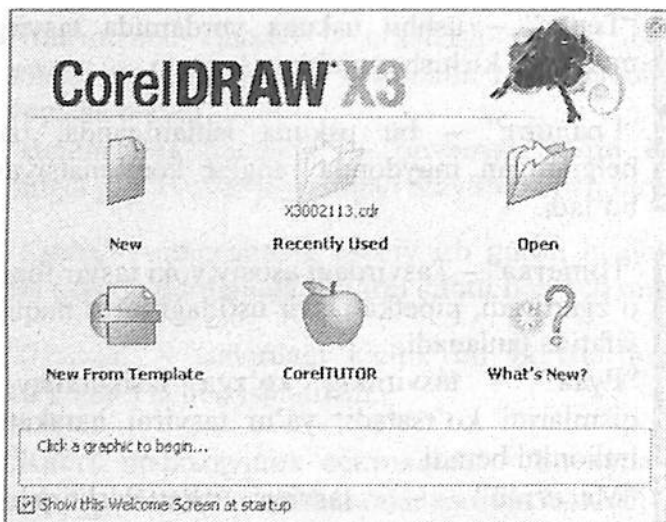 CorelDRAW X3
X3002113.cdr
New Recently Used Open
New From Template CorelTUTOR What's New?
Click a graphic to begin...
Show this Welcome Screen at startup